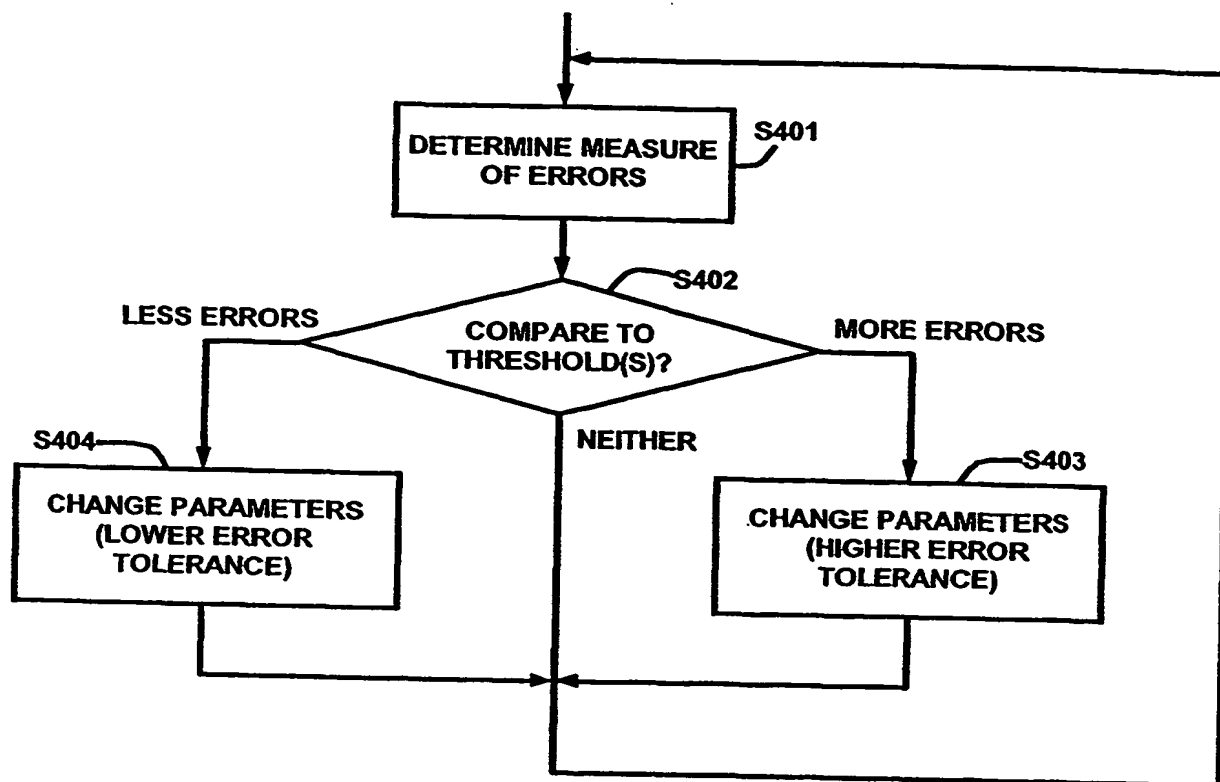 DETERMINE MEASURE
OF ERRORS
S401
S402
LESS ERRORS
COMPARE TO
THRESHOLD(S)?
MORE ERRORS
NEITHER
S404
CHANGE PARAMETERS
(LOWER ERROR
TOLERANCE)
S403
CHANGE PARAMETERS
(HIGHER ERROR
TOLERANCE)